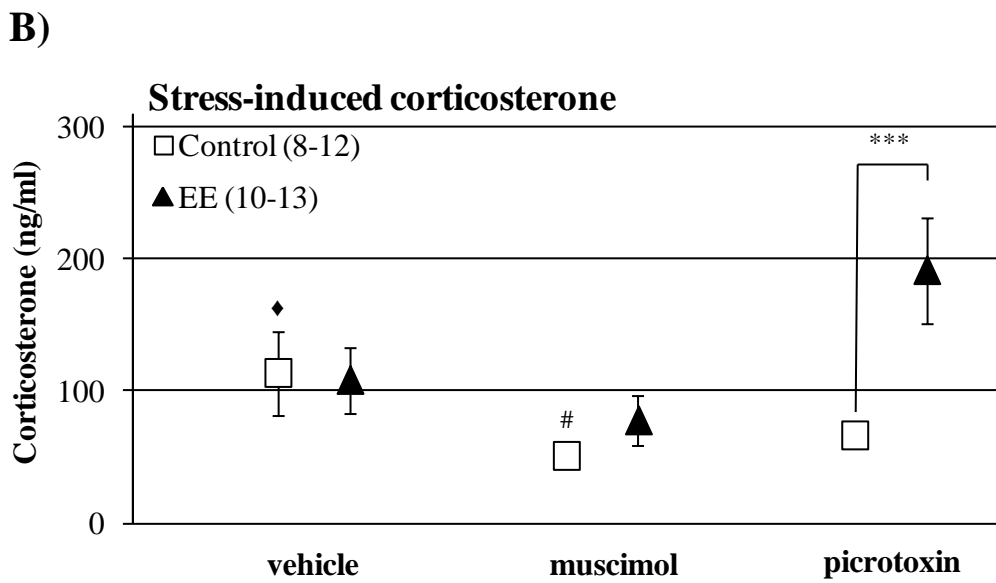 B)
Stress-induced corticosterone
Corticosterone (ng/ml)
300
200
100
0
Control (8-12)
EE (10-13)
♦
#
***
vehicle muscimol picrotoxin